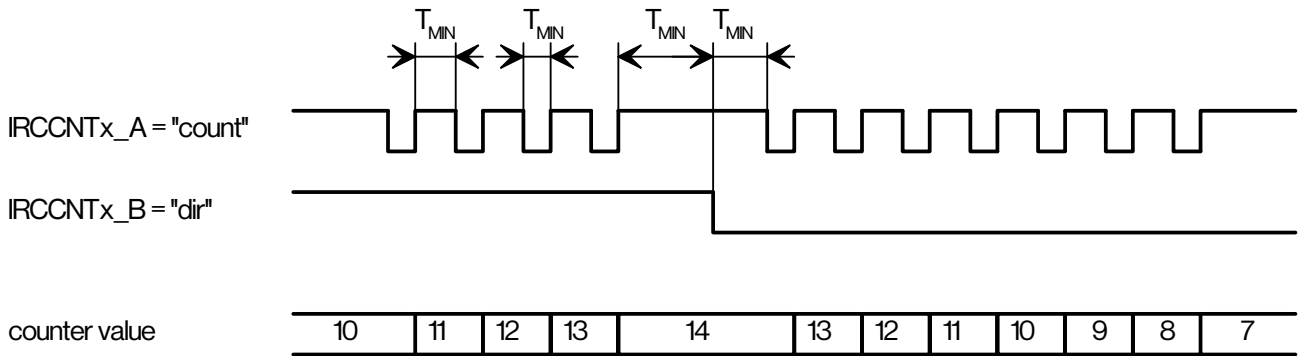 TMIN TMIN TMIN TMIN
IRCCNTx_A = "count"
IRCCNTx_B = "dir"
counter value 10 11 12 13 14 13 12 11 10 9 8 7